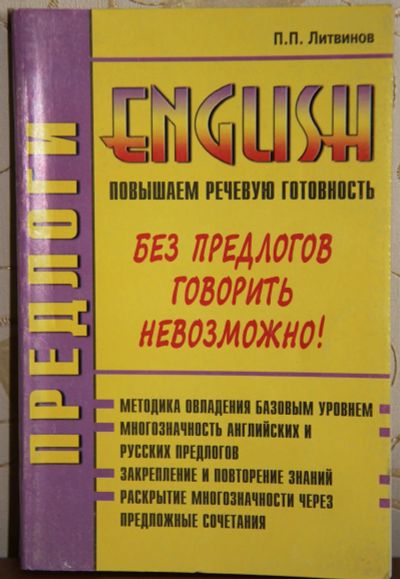 П.П. Литвинов
ПРЕДЛОГИ
ENGLISH
ПОВЫШАЕМ РЕЧЕВУЮ ГОТОВНОСТЬ
БЕЗ ПРЕДЛОГОВ
ГОВОРИТЬ
НЕВОЗМОЖНО!
МЕТОДИКА ОВЛАДЕНИЯ БАЗОВЫМ УРОВНЕМ
МНОГОЗНАЧНОСТЬ АНГЛИЙСКИХ И
РУССКИХ ПРЕДЛОГОВ
ЗАКРЕПЛЕНИЕ И ПОВТОРЕНИЕ ЗНАНИЙ
РАСКРЫТИЕ МНОГОЗНАЧНОСТИ ЧЕРЕЗ
ПРЕДЛОЖНЫЕ СОЧЕТАНИЯ